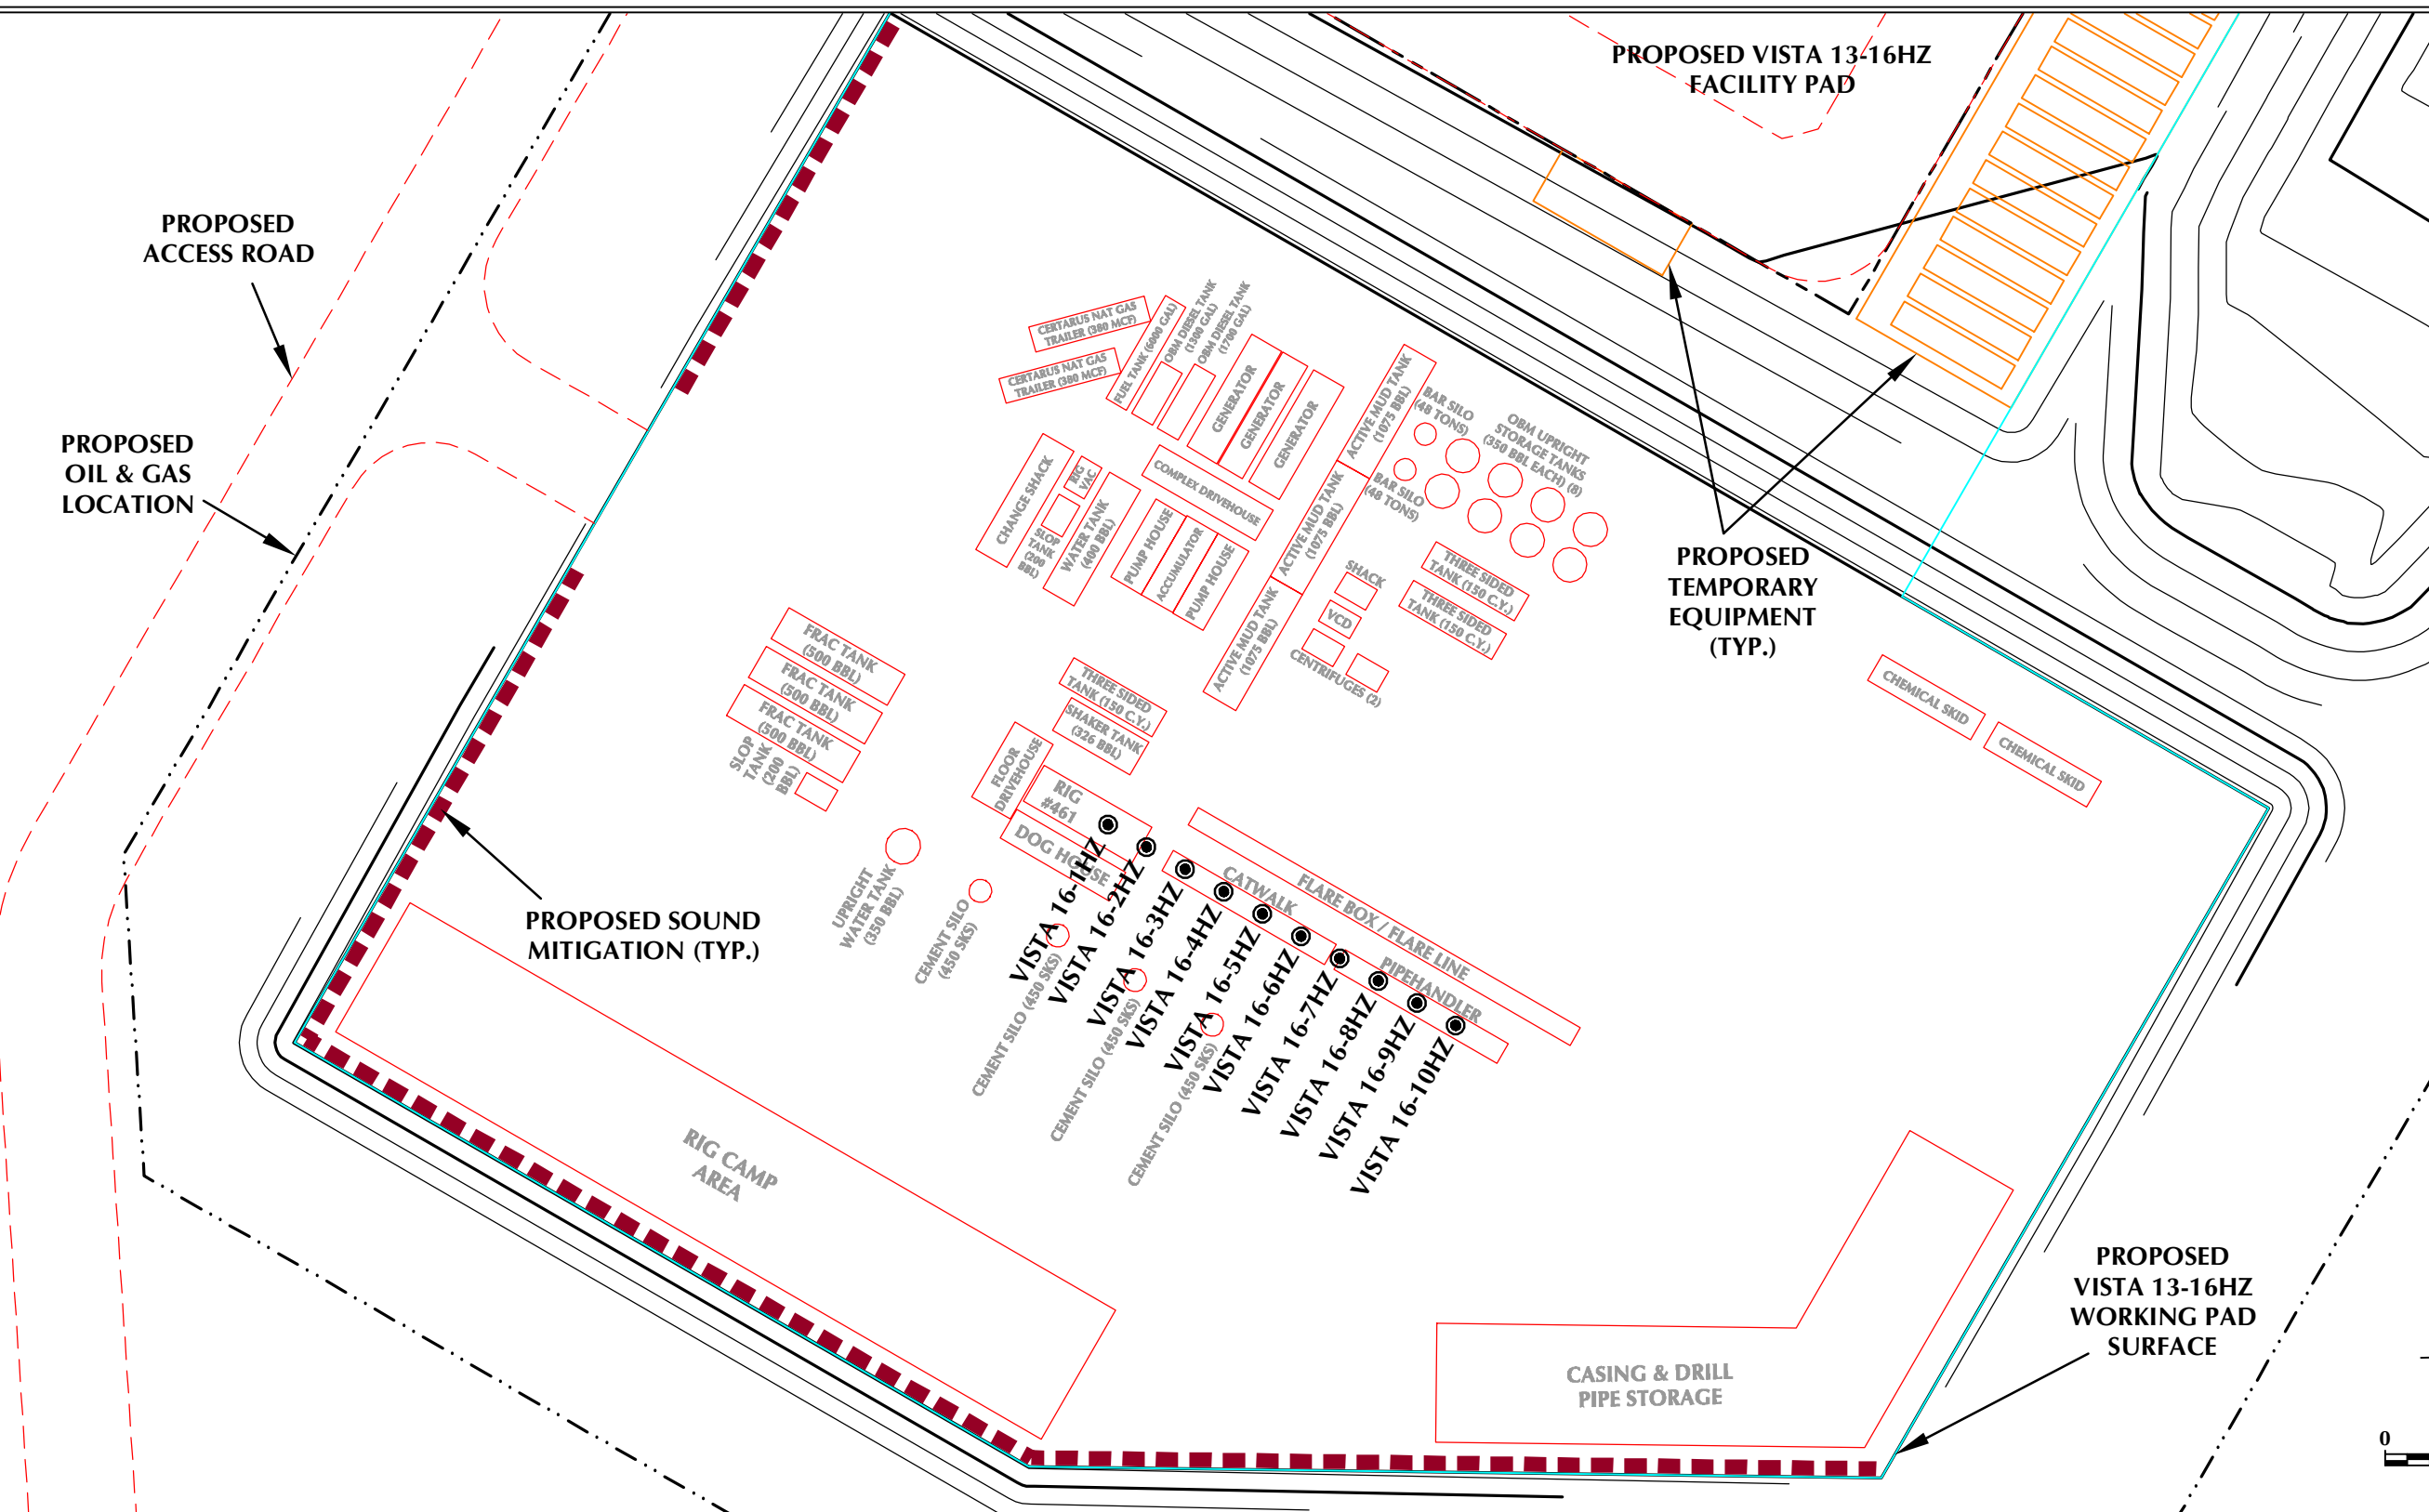 PROPOSED VISTA 13-16HZ
FACILITY PAD
PROPOSED
ACCESS ROAD
PROPOSED
OIL & GAS
LOCATION
CERTARUS NAT GAS
TRAILER (380 MCF)
CERTARUS NAT GAS
TRAILER (380 MCF)
FUEL TANK (6000 GAL)
OBM DIESEL TANK
(1300 GAL)
OBM DIESEL TANK
(1700 GAL)
GENERATOR
GENERATOR
GENERATOR
ACTIVE MUD TANK
(1075 BBL)
ACTIVE MUD TANK
(1075 BBL)
ACTIVE MUD TANK
(1075 BBL)
BAR SILO
(48 TONS)
BAR SILO
(48 TONS)
OBM UPRIGHT
STORAGE TANKS
(350 BBL EACH) (8)
CHANGE SHACK
RIG
VAC
SLOP
TANK
(200
BBL)
WATER TANK
(400 BBL)
COMPLEX DRIVEHOUSE
PUMP HOUSE
ACCUMULATOR
PUMP HOUSE
SHACK
VCD
CENTRIFUGES (2)
THREE SIDED
TANK (150 C.Y.)
THREE SIDED
TANK (150 C.Y.)
PROPOSED
TEMPORARY
EQUIPMENT
(TYP.)
FRAC TANK
(500 BBL)
FRAC TANK
(500 BBL)
FRAC TANK
(500 BBL)
SLOP
TANK
(200
BBL)
THREE SIDED
TANK (150 C.Y.)
SHAKER TANK
(326 BBL)
FLOOR
DRIVEHOUSE
RIG
#461
DOG HOUSE
CHEMICAL SKID
CHEMICAL SKID
UPRIGHT
WATER TANK
(350 BBL)
CEMENT SILO
(450 SKS)
CEMENT SILO (450 SKS)
CEMENT SILO (450 SKS)
CEMENT SILO (450 SKS)
CATWALK
FLARE BOX / FLARE LINE
PIPEHANDLER
VISTA 16-1HZ
VISTA 16-2HZ
VISTA 16-3HZ
VISTA 16-4HZ
VISTA 16-5HZ
VISTA 16-6HZ
VISTA 16-7HZ
VISTA 16-8HZ
VISTA 16-9HZ
VISTA 16-10HZ
PROPOSED SOUND
MITIGATION (TYP.)
RIG CAMP
AREA
CASING & DRILL
PIPE STORAGE
PROPOSED
VISTA 13-16HZ
WORKING PAD
SURFACE
0